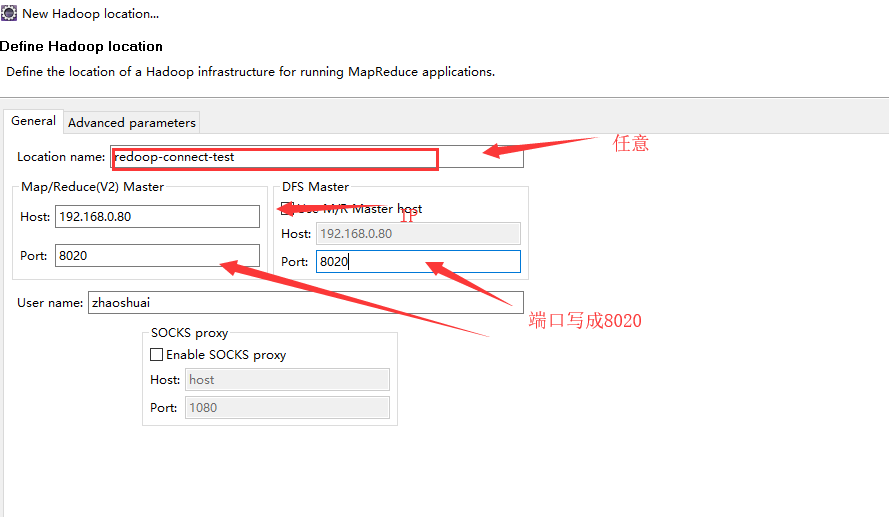 New Hadoop location...
Define Hadoop location
Define the location of a Hadoop infrastructure for running MapReduce applications.
General
Advanced parameters
Location name: redoop-connect-test
任意
Map/Reduce(V2) Master
Host: 192.168.0.80
Port: 8020
DFS Master
Use M/R Master host
IP
Host: 192.168.0.80
Port: 8020
User name: zhaoshuai
端口写成8020
SOCKS proxy
Enable SOCKS proxy
Host: host
Port: 1080